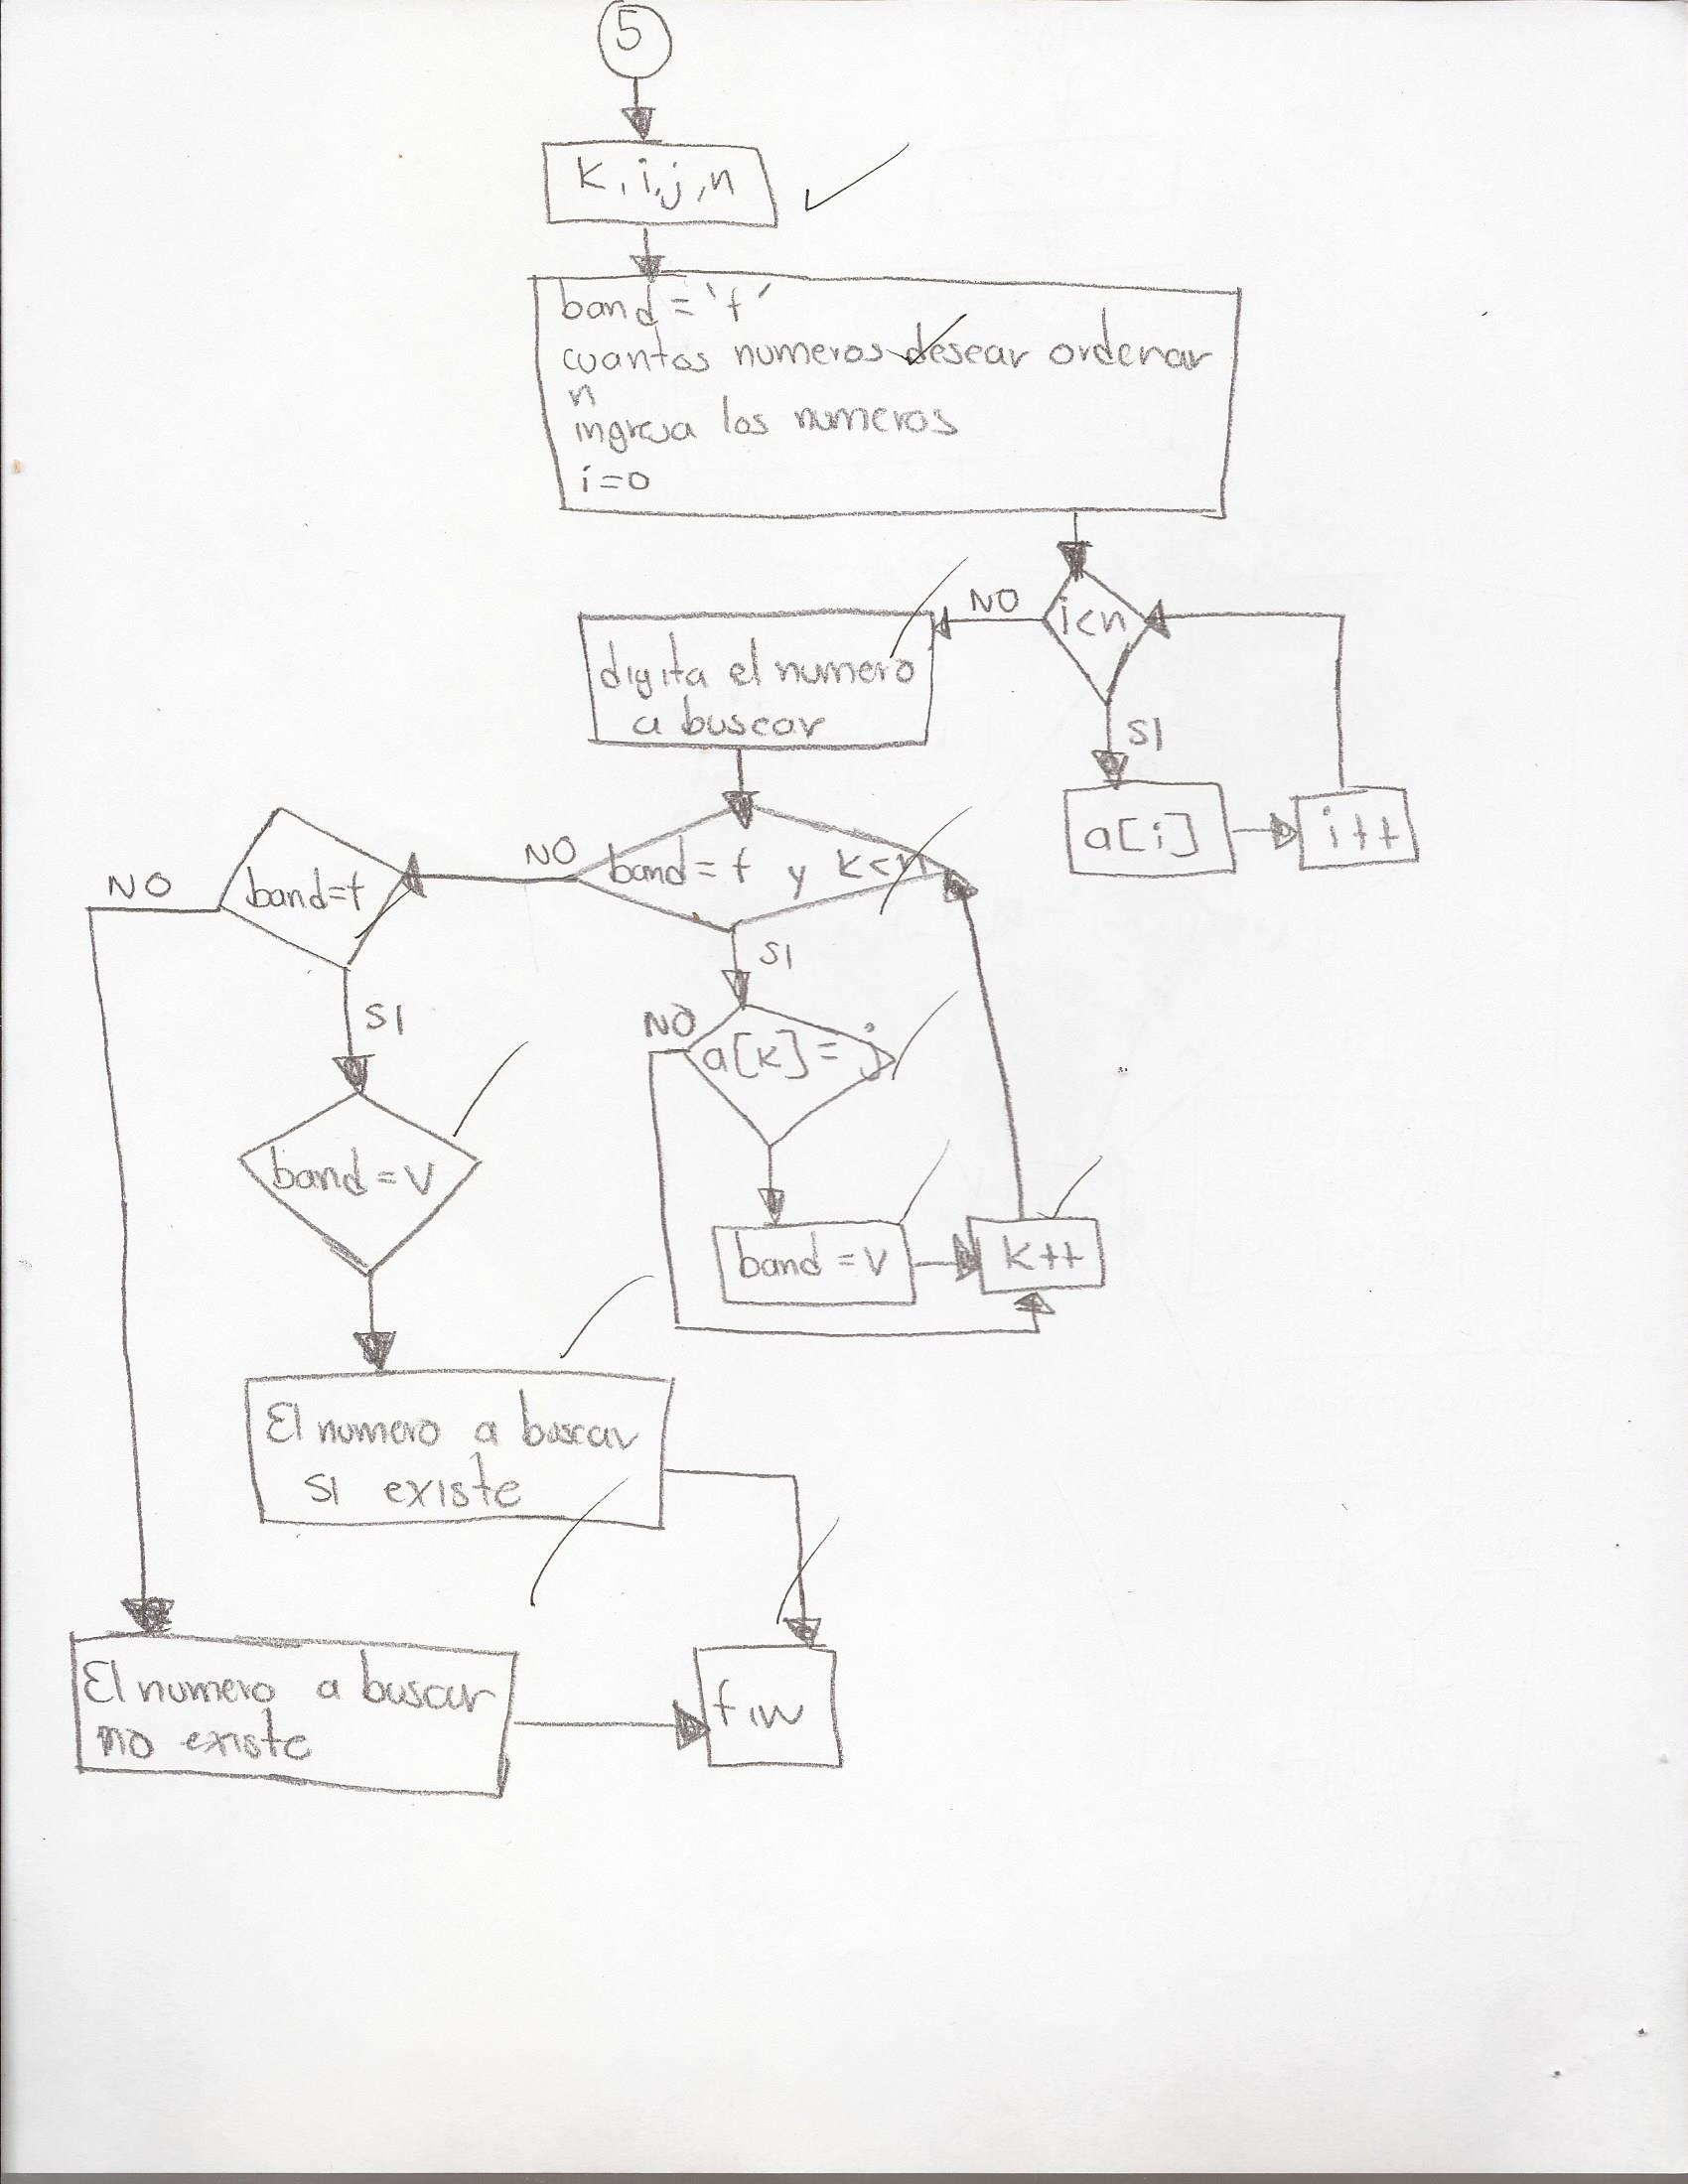 5
k, i, j, n
band = 'f'
cuantos numeros desear ordenar
n
ingresa los numeros
i=0
i<n
NO
SI
a[i]
i++
digita el numero
a buscar
band=f y k<n
NO
SI
a[k]=j
NO
band=v
k++
band=f
NO
SI
band=v
El numero a buscar
si existe
El numero a buscar
no existe
fin